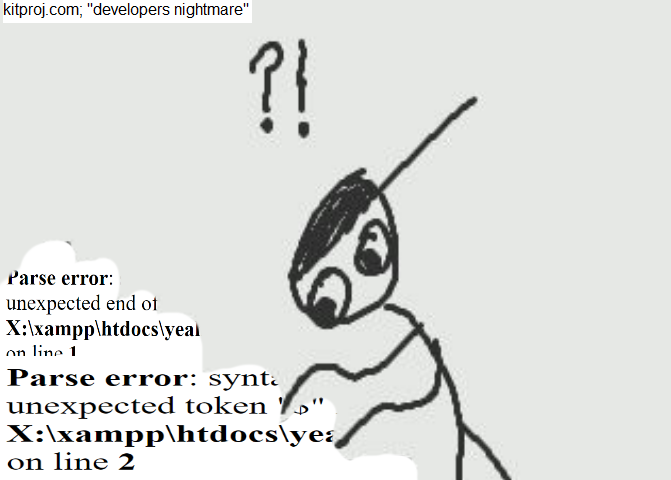 kitproj.com; "developers nightmare"
?!
Parse error:
unexpected end of
X:\xampp\htdocs\yeal
on line 1
Parse error: synta
unexpected token "$"
X:\xampp\htdocs\yea
on line 2